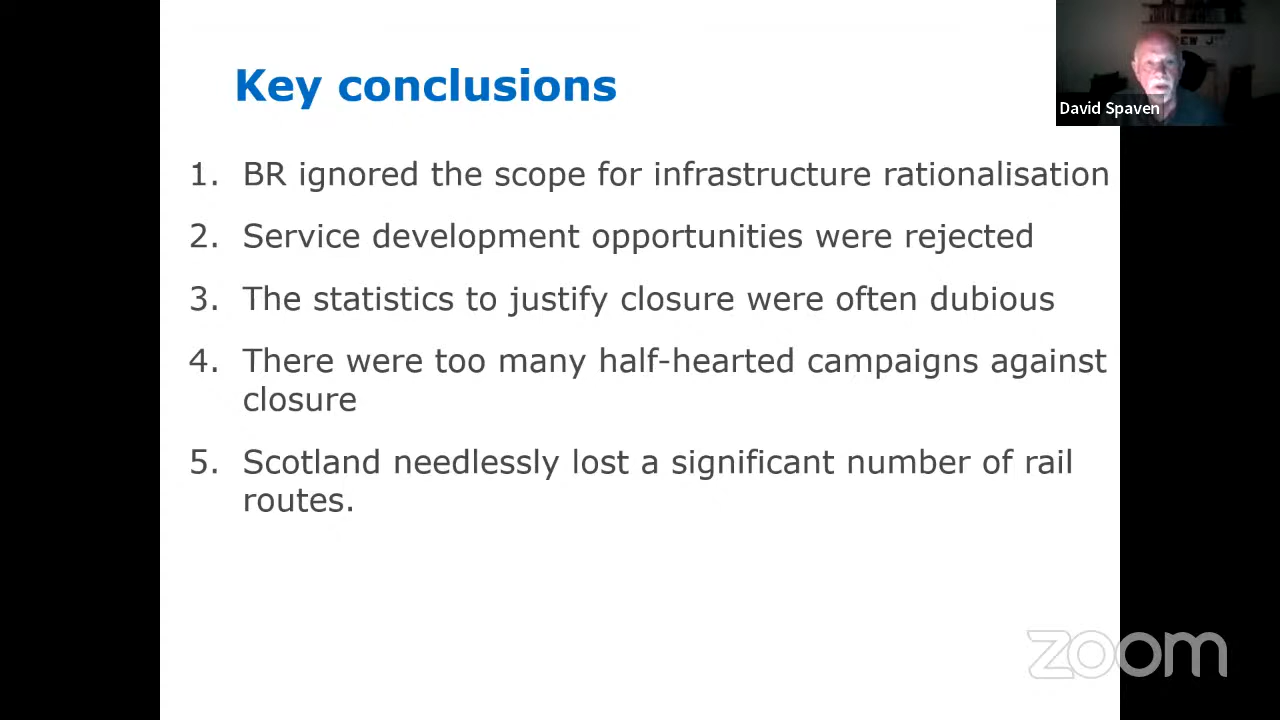 Key conclusions
David Spaven
1. BR ignored the scope for infrastructure rationalisation
2. Service development opportunities were rejected
3. The statistics to justify closure were often dubious
4. There were too many half-hearted campaigns against
closure
5. Scotland needlessly lost a significant number of rail
routes.
zoom